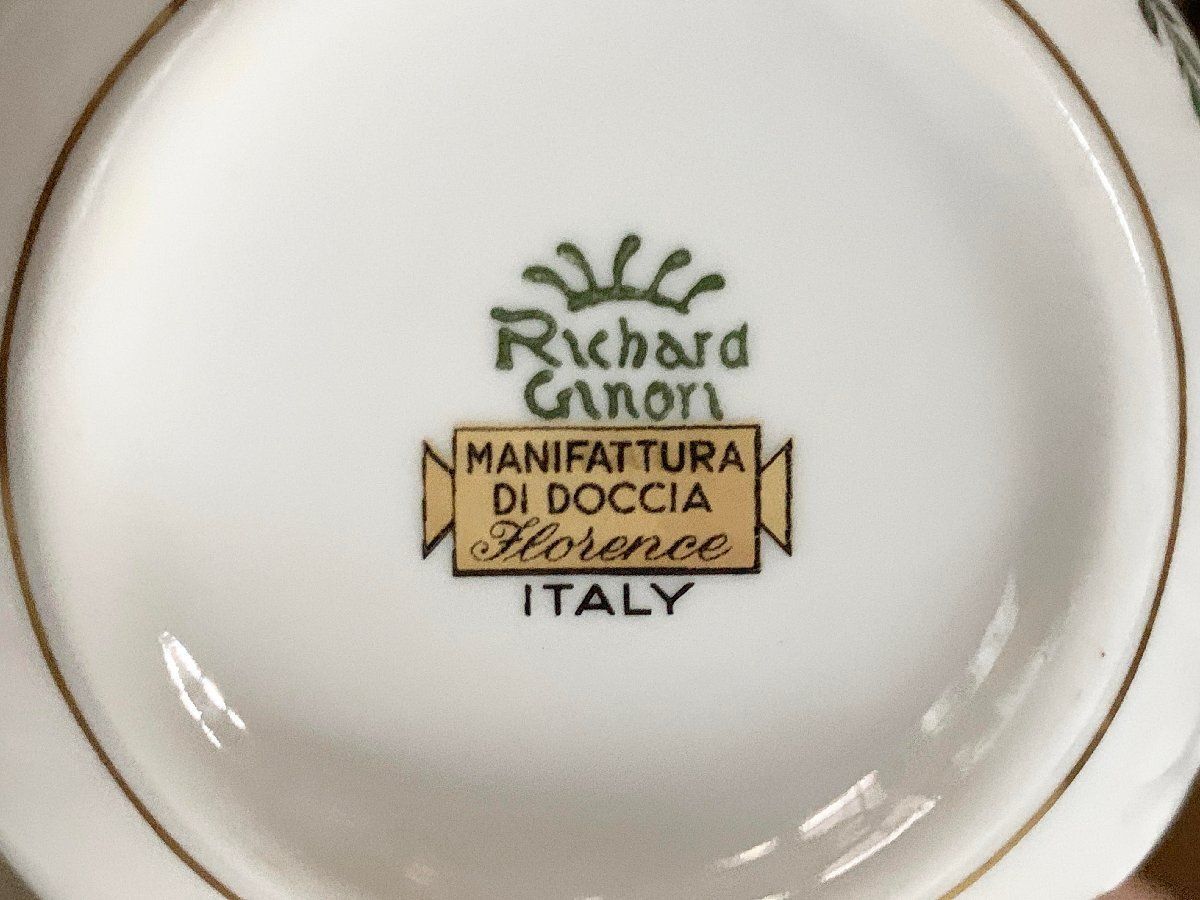 Richard
Ginori
MANIFATTURA
DI DOCCIA
Florence
ITALY